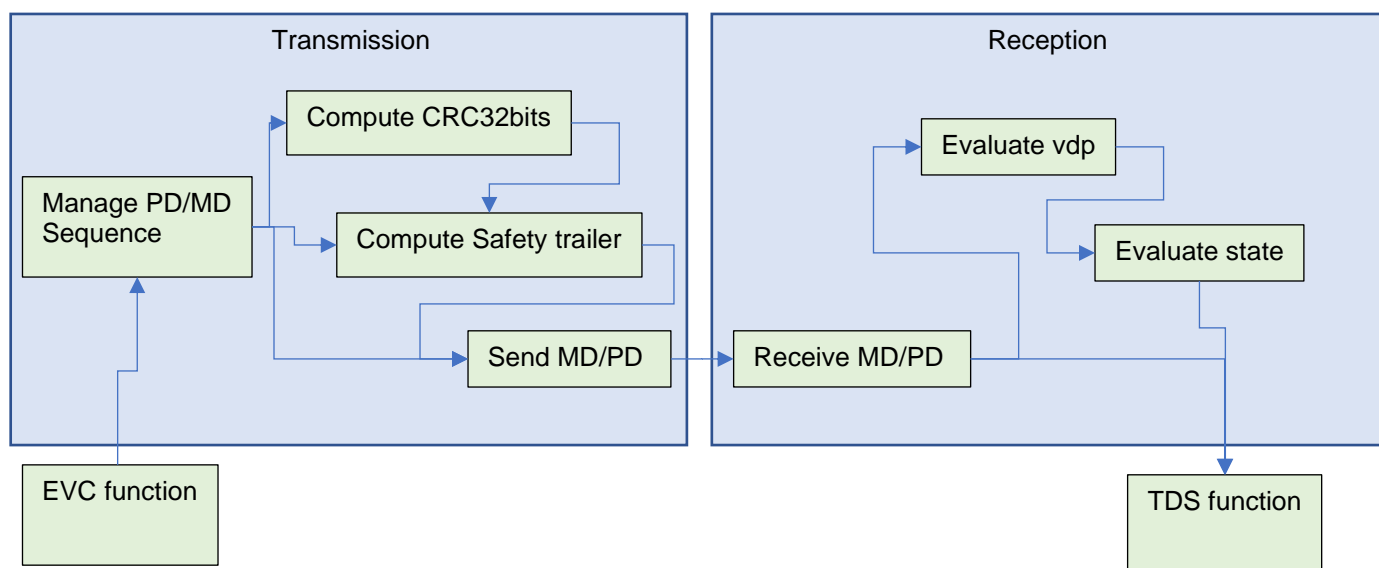 Transmission
Compute CRC32bits
Manage PD/MD
Sequence
Compute Safety trailer
Send MD/PD
EVC function
Reception
Evaluate vdp
Evaluate state
Receive MD/PD
TDS function